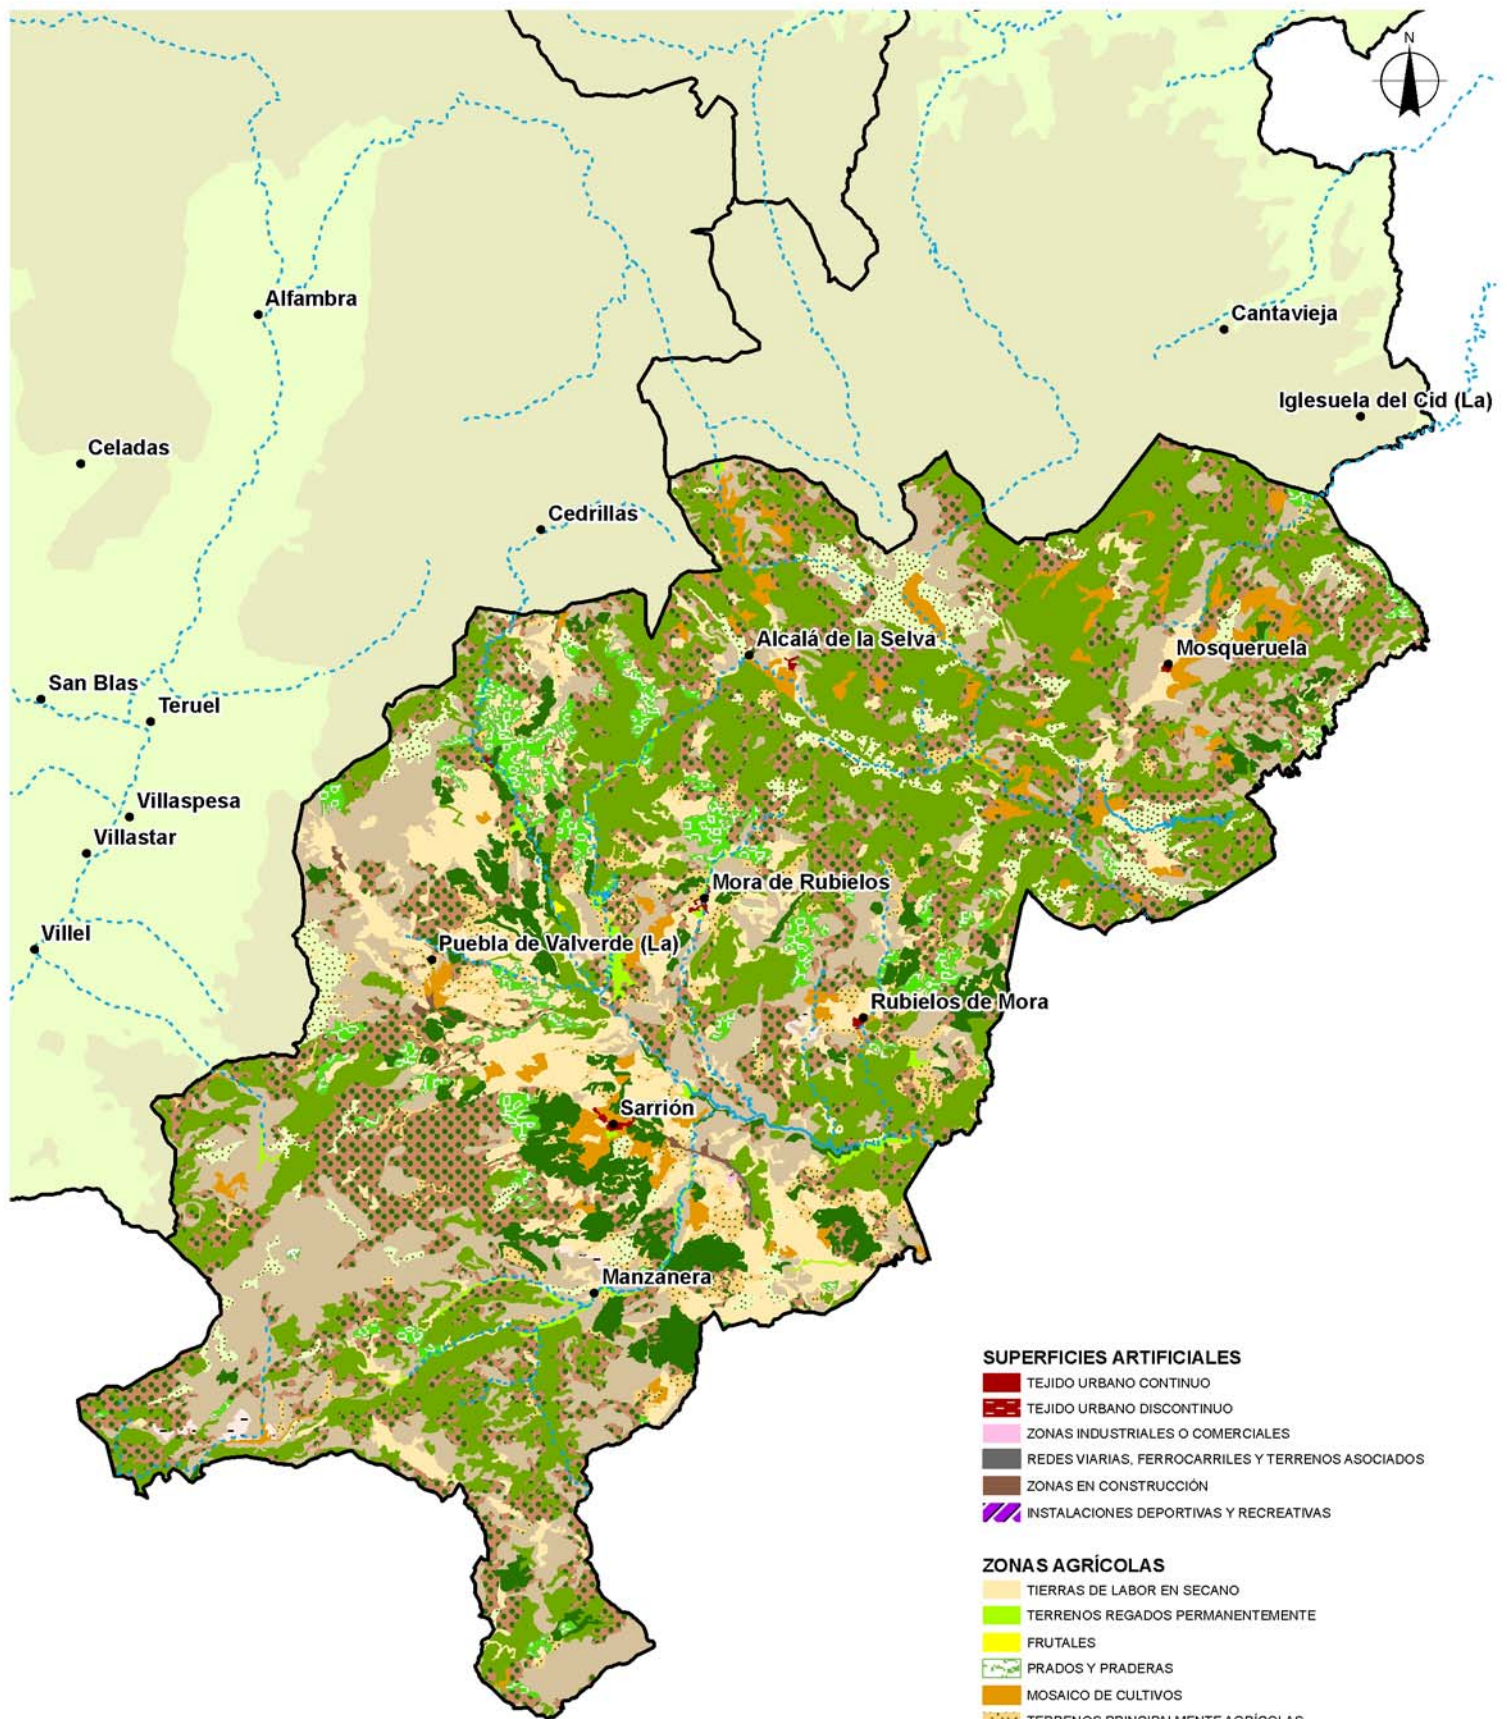 N
Alfambra
Cantavieja
Iglesuela del Cid (La)
Celadas
Cedrillas
Alcalá de la Selva
Mosqueruela
San Blas
Teruel
Villaspesa
Villastar
Mora de Rubielos
Villel
Puebla de Valverde (La)
Rubielos de Mora
Sarrión
Manzanera
SUPERFICIES ARTIFICIALES
TEJIDO URBANO CONTINUO
TEJIDO URBANO DISCONTINUO
ZONAS INDUSTRIALES O COMERCIALES
REDES VIARIAS, FERROCARRILES Y TERRENOS ASOCIADOS
ZONAS EN CONSTRUCCIÓN
INSTALACIONES DEPORTIVAS Y RECREATIVAS
ZONAS AGRÍCOLAS
TIERRAS DE LABOR EN SECANO
TERRENOS REGADOS PERMANENTEMENTE
FRUTALES
PRADOS Y PRADERAS
MOSAICO DE CULTIVOS
TERRENOS PRINCIPALMENTE AGRÍCOLAS